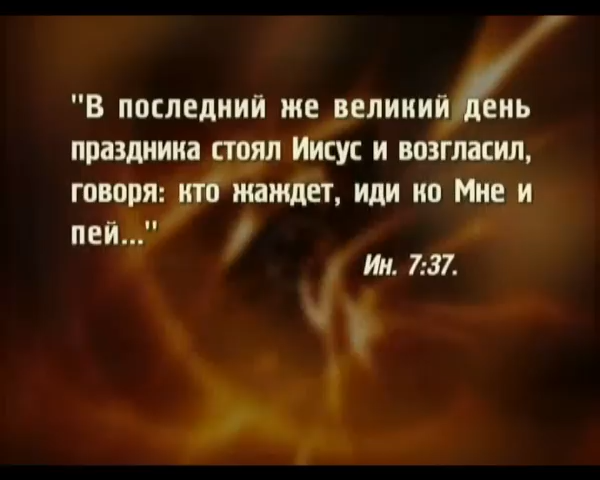 "В последний же великий день
праздника стоял Иисус и возгласил,
говоря: кто жаждет, иди ко Мне и
пей..."
Ин. 7:37.